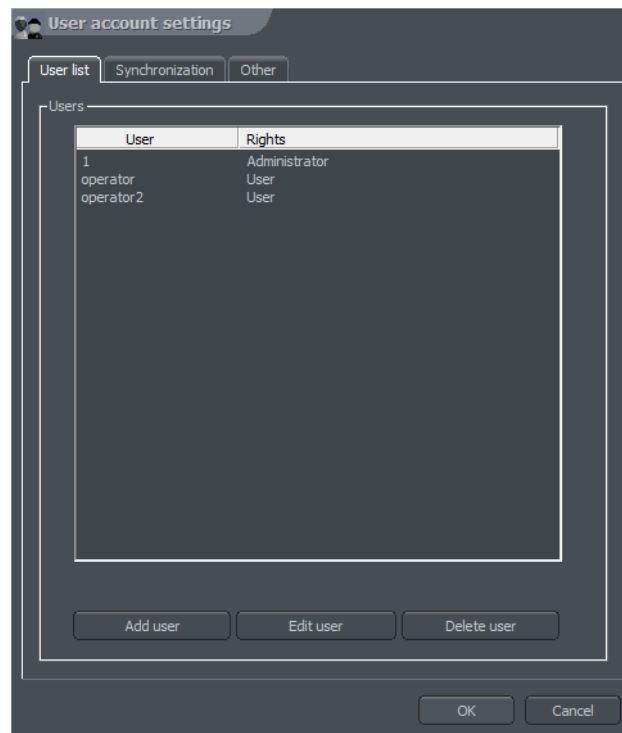 User account settings
User list Synchronization Other
Users
User Rights
1 Administrator
operator User
operator2 User
Add user Edit user Delete user
OK Cancel